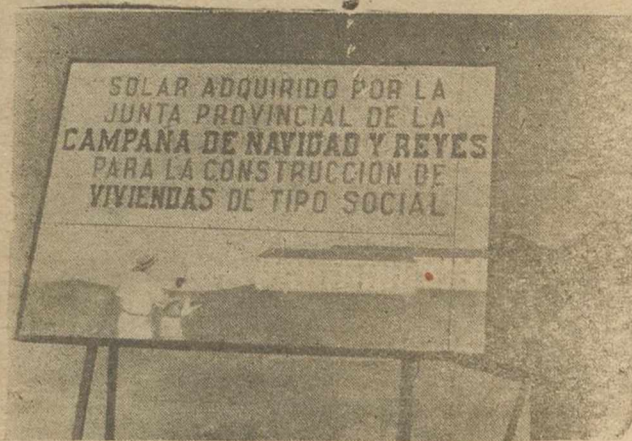 SOLAR ADQUIRIDO POR LA
JUNTA PROVINCIAL DE LA
CAMPAÑA DE NAVIDAD Y REYES
PARA LA CONSTRUCCION DE
VIVIENDAS DE TIPO SOCIAL